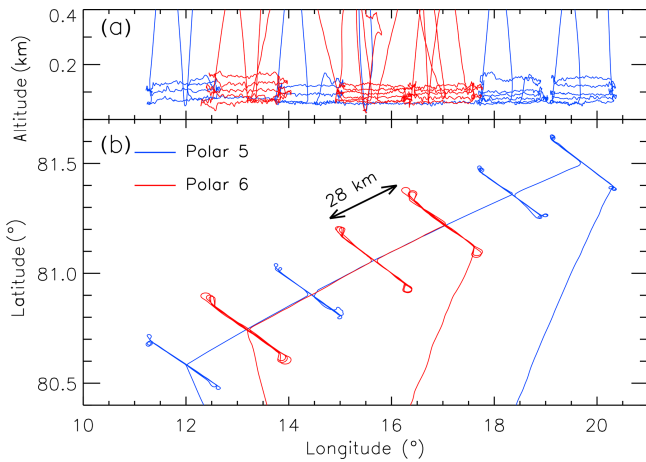 (a)
0.4
0.2
Altitude (km)
(b)
Polar 5
Polar 6
28 km
81.5
81.0
80.5
Latitude(°)
10 12 14 16 18 20
Longitude (°)